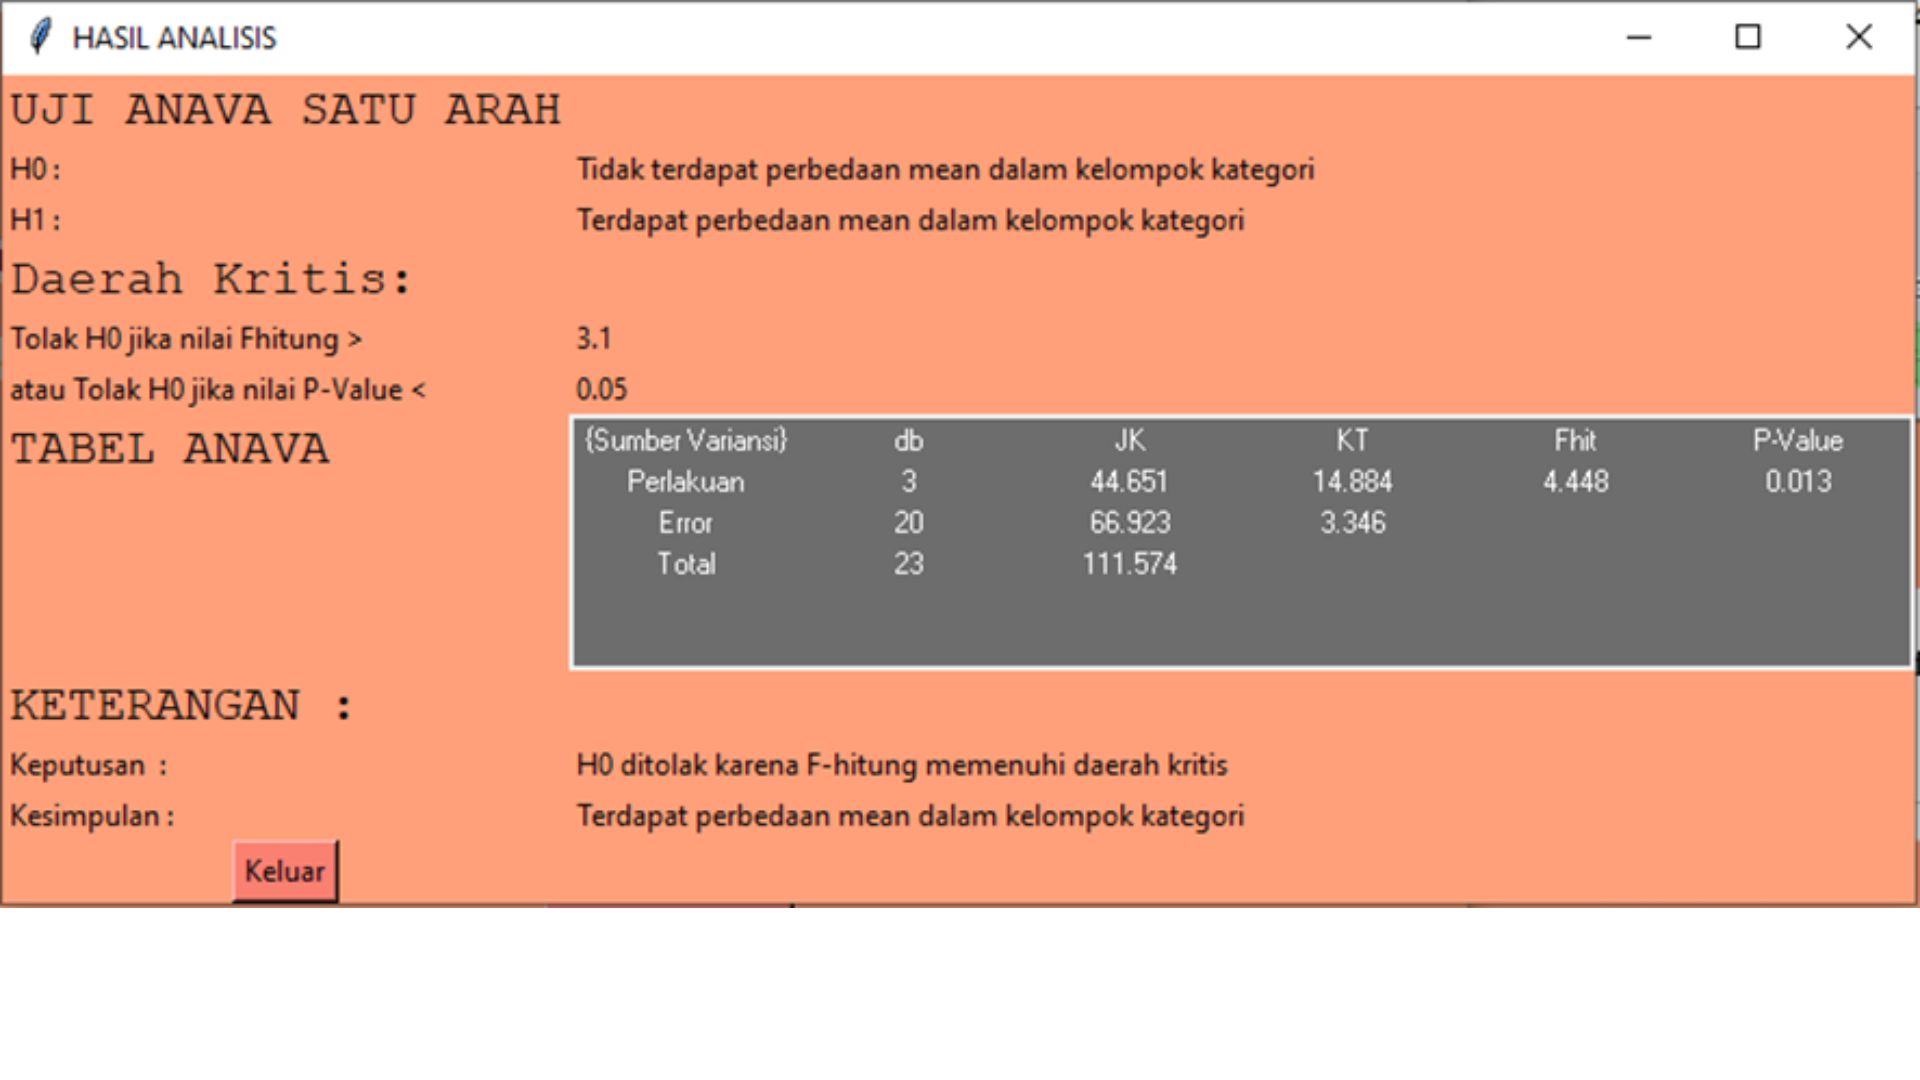 HASIL ANALISIS
UJI ANAVA SATU ARAH
H0 : Tidak terdapat perbedaan mean dalam kelompok kategori
H1 : Terdapat perbedaan mean dalam kelompok kategori
Daerah Kritis:
Tolak H0 jika nilai Fhitung > 3.1
atau Tolak H0 jika nilai P-Value < 0.05
TABEL ANAVA
{Sumber Variansi} db JK KT Fhit P-Value
Perlakuan 3 44.651 14.884 4.448 0.013
Error 20 66.923 3.346
Total 23 111.574
KETERANGAN :
Keputusan : H0 ditolak karena F-hitung memenuhi daerah kritis
Kesimpulan : Terdapat perbedaan mean dalam kelompok kategori
Keluar